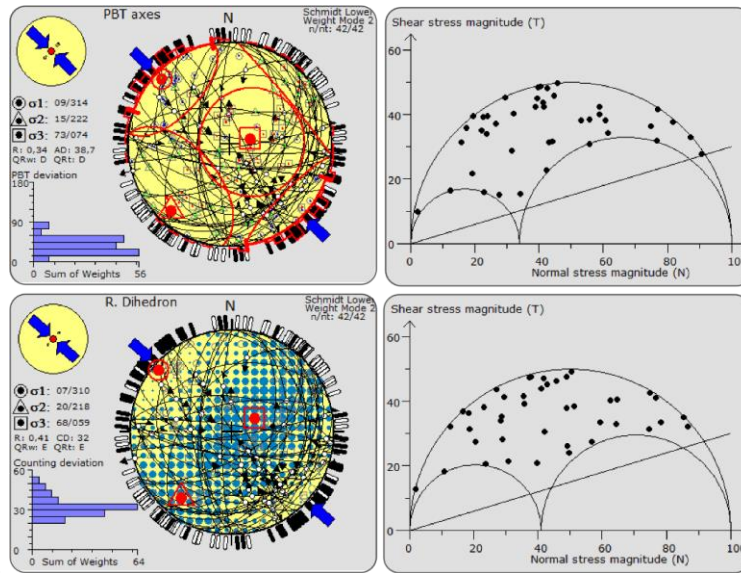 PBT axes
N
Schmidt Lower
Weight Mode 2
n/nt: 42/42
σ1: 09/314
σ2: 15/222
σ3: 73/074
R: 0,34 AD: 38,7
QRw: D QRt: D
PBT deviation
180
90
0
0 Sum of Weights 56
Shear stress magnitude (T)
60
40
20
0
0 20 40 60 80 100
Normal stress magnitude (N)
R. Dihedron
N
Schmidt Lower
Weight Mode 2
n/nt: 42/42
σ1: 07/310
σ2: 20/218
σ3: 68/059
R: 0,41 CD: 32
QRw: E QRt: E
Counting deviation
60
30
0
0 Sum of Weights 64
Shear stress magnitude (T)
60
40
20
0
0 20 40 60 80 100
Normal stress magnitude (N)